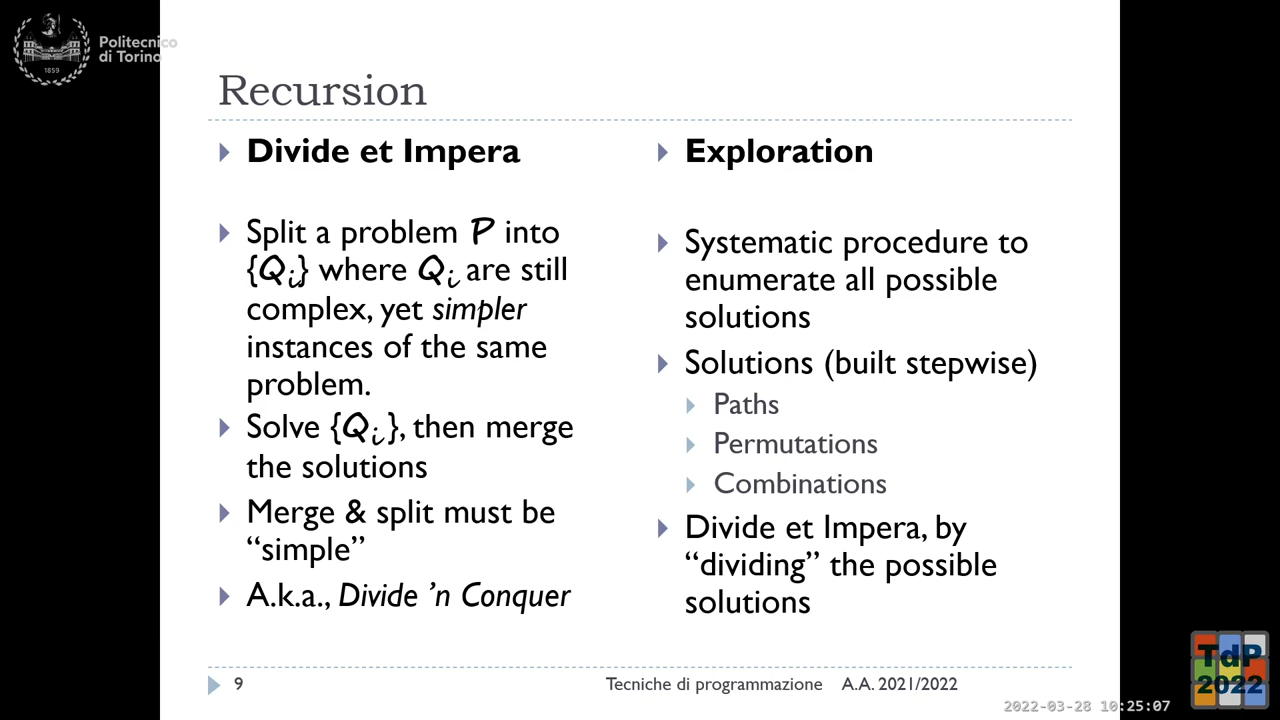 Politecnico
di Torino
1859
Recursion
Divide et Impera
Split a problem P into
{Qi} where Qi are still
complex, yet simpler
instances of the same
problem.
Solve {Qi}, then merge
the solutions
Merge & split must be
“simple”
A.k.a., Divide ’n Conquer
Exploration
Systematic procedure to
enumerate all possible
solutions
Solutions (built stepwise)
Paths
Permutations
Combinations
Divide et Impera, by
“dividing” the possible
solutions
9
Tecniche di programmazione A.A. 2021/2022
TdP
2022
2022-03-28 10:25:07